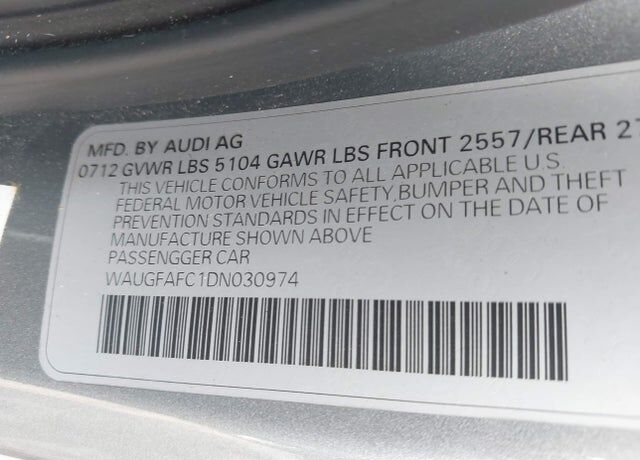 MFD. BY AUDI AG
0712 GVWR LBS 5104 GAWR LBS FRONT 2557/REAR
THIS VEHICLE CONFORMS TO ALL APPLICABLE U.S.
FEDERAL MOTOR VEHICLE SAFETY,BUMPER AND THEFT
PREVENTION STANDARDS IN EFFECT ON THE DATE OF
MANUFACTURE SHOWN ABOVE
PASSENGGER CAR
WAUGFAFC1DN030974